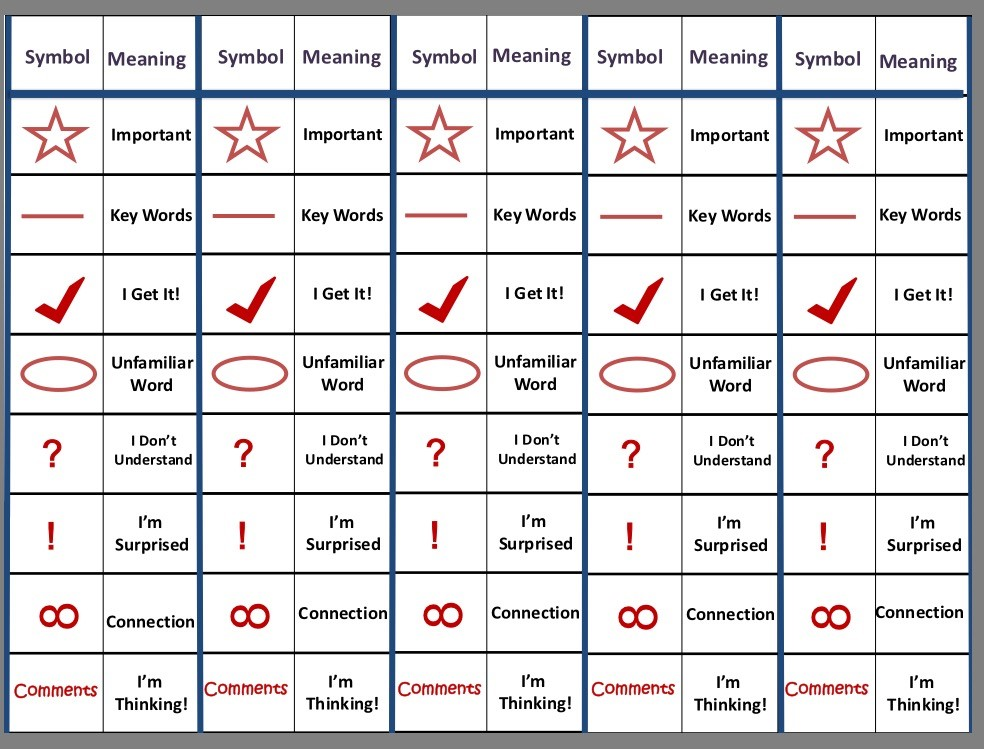 Symbol Meaning Symbol Meaning Symbol Meaning Symbol Meaning Symbol Meaning
Important Important Important Important Important
Key Words Key Words Key Words Key Words Key Words
I Get It! I Get It! I Get It! I Get It! I Get It!
Unfamiliar Unfamiliar Unfamiliar Unfamiliar Unfamiliar
Word Word Word Word Word
? I Don’t ? I Don’t ? I Don’t ? I Don’t ? I Don’t
Understand Understand Understand Understand Understand
! I’m ! I’m ! I’m ! I’m ! I’m
Surprised Surprised Surprised Surprised Surprised
∞ Connection ∞ Connection ∞ Connection ∞ Connection ∞ Connection
Comments I’m Comments I’m Comments I’m Comments I’m Comments I’m
Thinking! Thinking! Thinking! Thinking! Thinking!